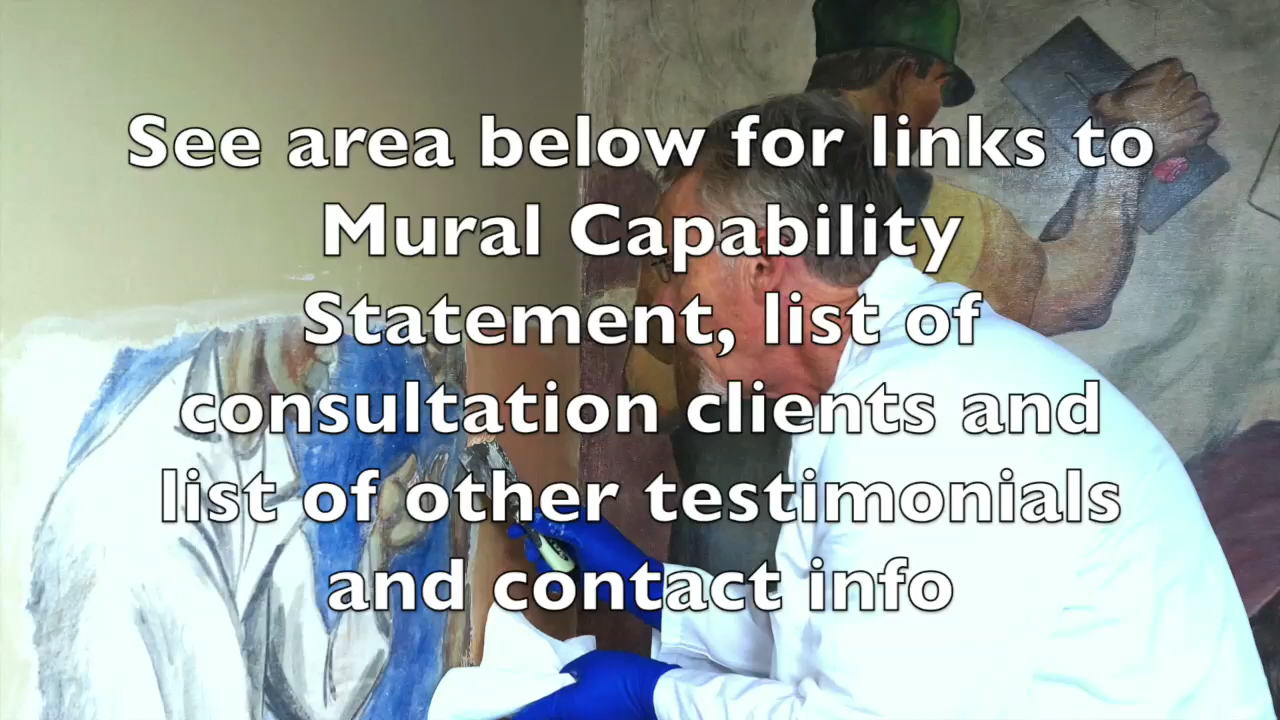 See area below for links to
Mural Capability
Statement, list of
consultation clients and
list of other testimonials
and contact info